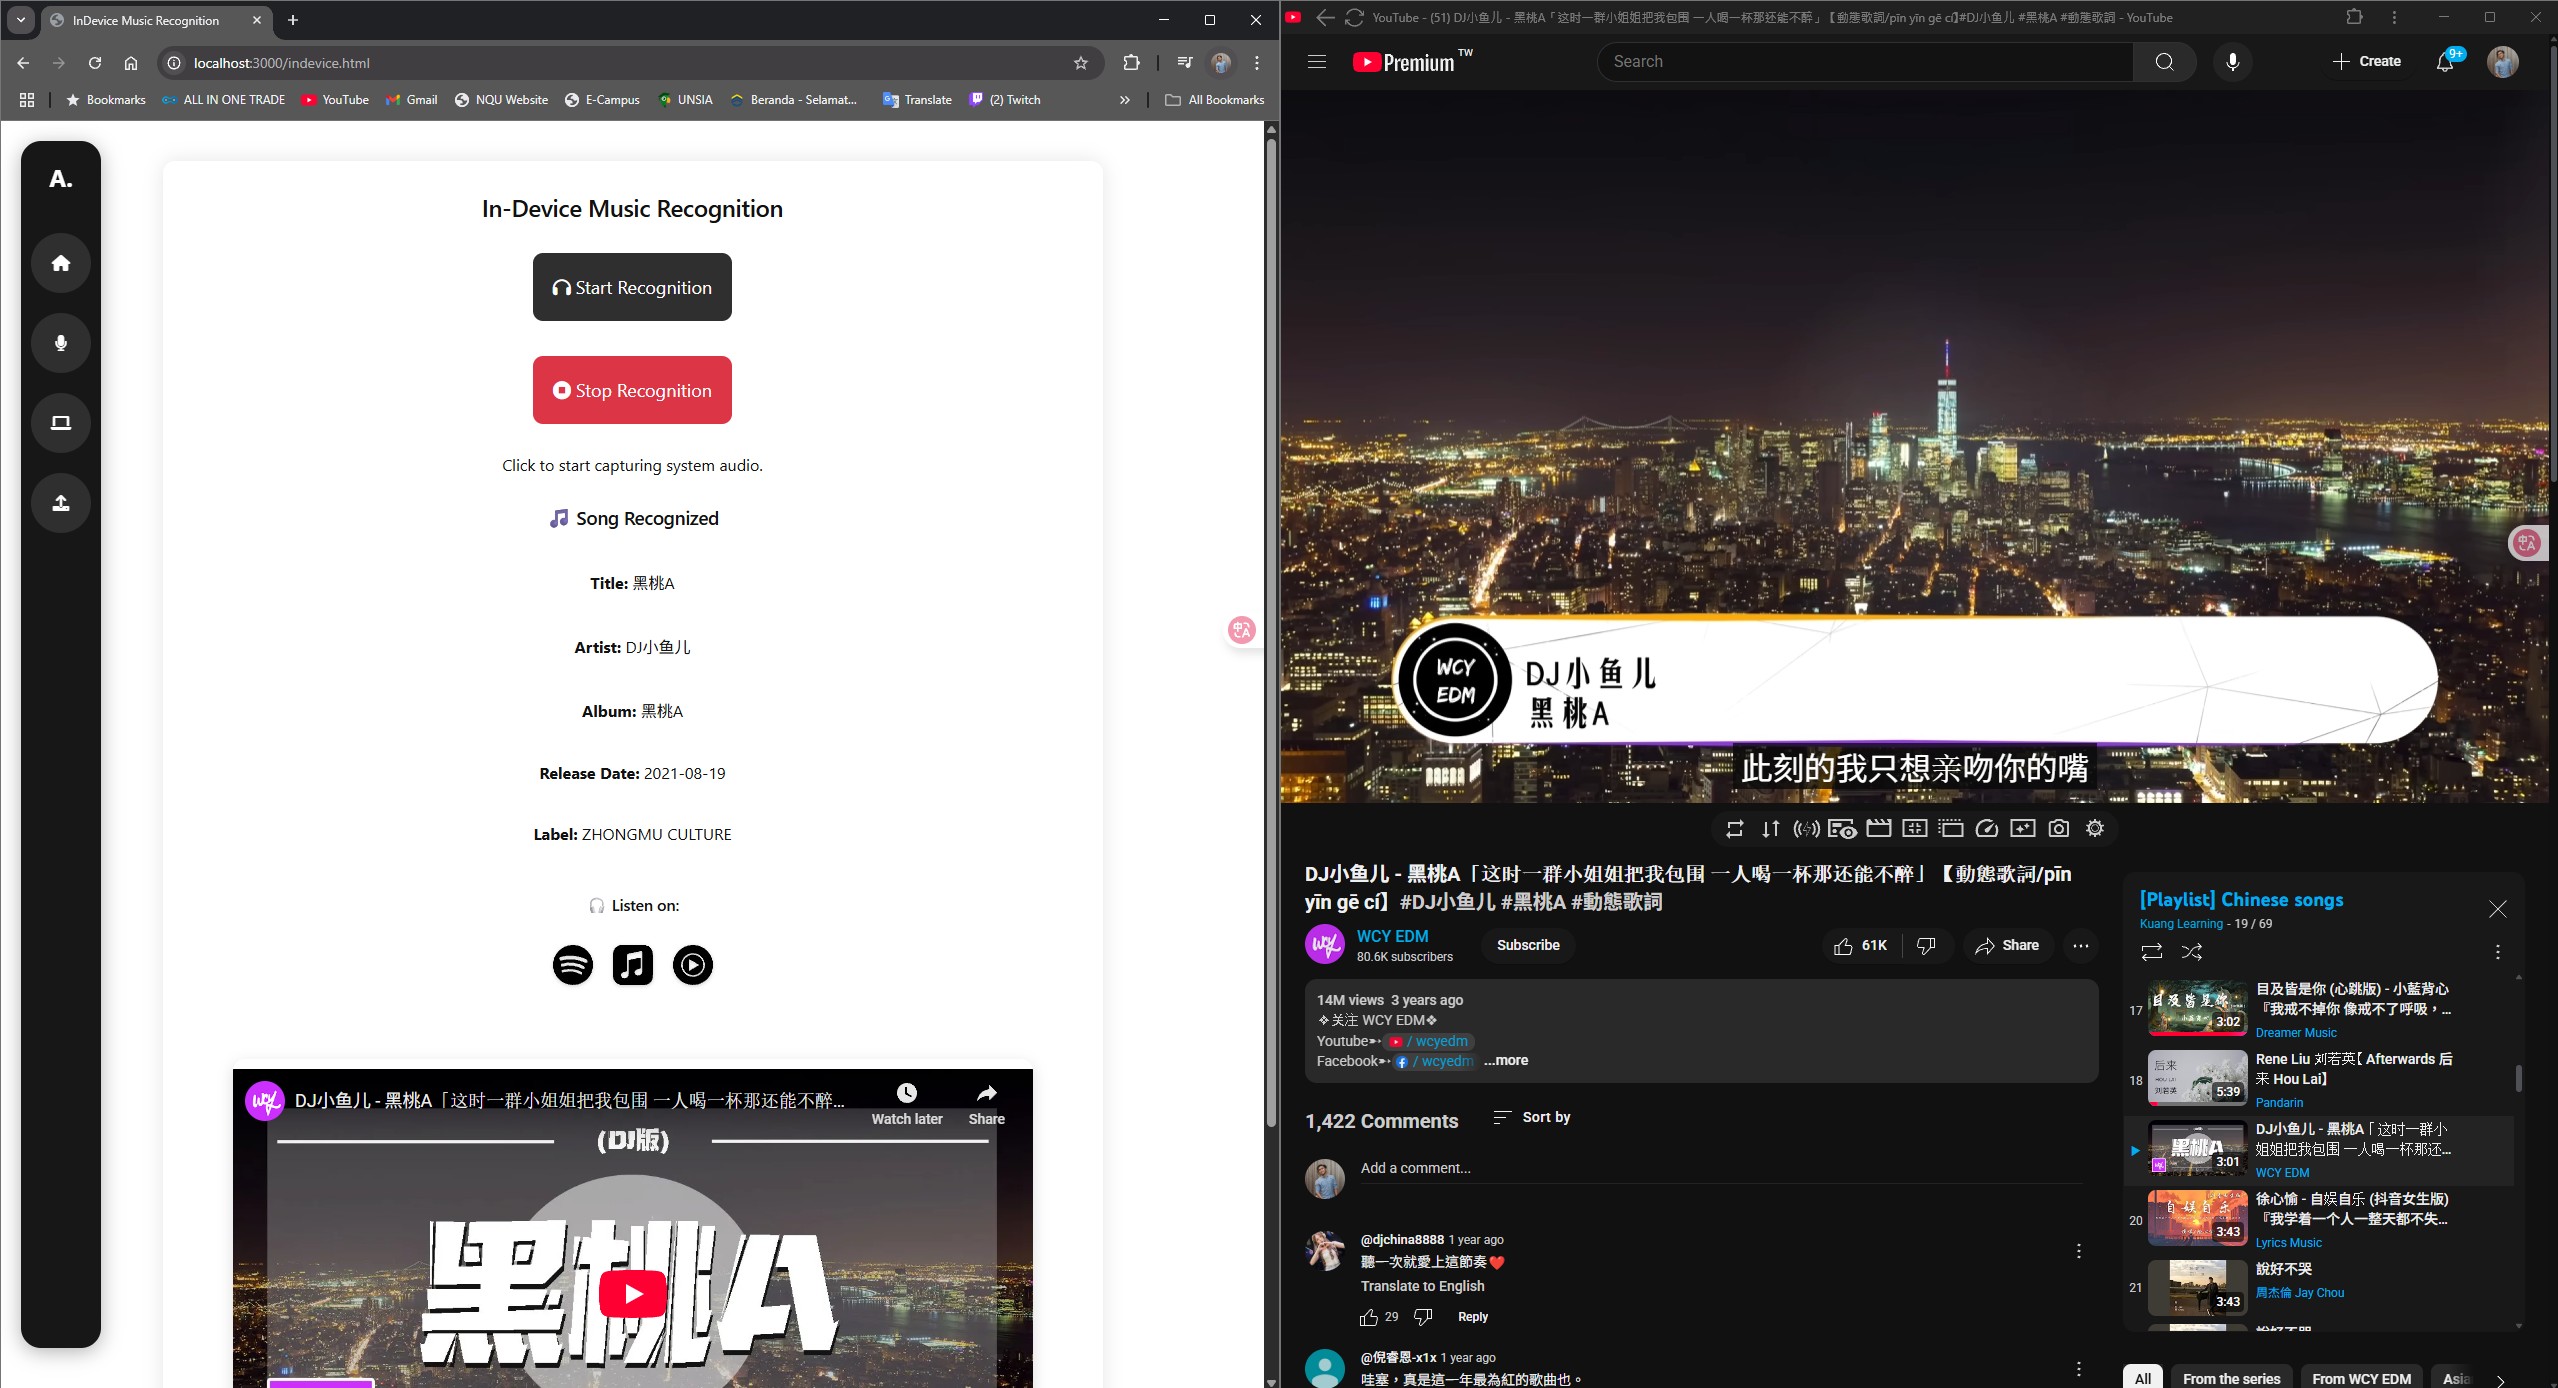 InDevice Music Recognition
localhost:3000/indevice.html
Bookmarks
ALL IN ONE TRADE
YouTube
Gmail
NQU Website
E-Campus
UNSIA
Beranda - Selamat...
Translate
(2) Twitch
All Bookmarks
A.
In-Device Music Recognition
Start Recognition
Stop Recognition
Click to start capturing system audio.
Song Recognized
Title: 黑桃A
Artist: DJ小鱼儿
Album: 黑桃A
Release Date: 2021-08-19
Label: ZHONGMU CULTURE
Listen on:
DJ小鱼儿 - 黑桃A「这时一群小姐姐把我包围 一人喝一杯那还能不醉...
Watch later
Share
(DJ版)
黑桃A
YouTube - (51) DJ小鱼儿 - 黑桃A「这时一群小姐姐把我包围 一人喝一杯那还能不醉」【動態歌詞/pīn yīn gē cí】#DJ小鱼儿 #黑桃A #動態歌詞 - YouTube
Premium TW
Search
Create
9+
WCY
EDM
DJ小鱼儿
黑桃A
此刻的我只想亲吻你的嘴
DJ小鱼儿 - 黑桃A「这时一群小姐姐把我包围 一人喝一杯那还能不醉」【動態歌詞/pīn
yīn gē cí】#DJ小鱼儿 #黑桃A #動態歌詞
WCY EDM
80.6K subscribers
Subscribe
61K
Share
14M views 3 years ago
✧关注 WCY EDM❖
Youtube➵ / wcyedm
Facebook➵ / wcyedm ...more
1,422 Comments
Sort by
Add a comment...
@djchina8888 1 year ago
聽一次就愛上這節奏❤️
Translate to English
29
Reply
@倪睿恩-x1x 1 year ago
哇塞，真是這一年最為紅的歌曲也。
[Playlist] Chinese songs
Kuang Learning - 19 / 69
17
目及皆是你
3:02
目及皆是你 (心跳版) - 小藍背心
『我戒不掉你 像戒不了呼吸，...
Dreamer Music
18
后来
HOU LAI
刘若英
5:39
Rene Liu 刘若英【 Afterwards 后
来 Hou Lai】
Pandarin
黑桃A
3:01
DJ小鱼儿 - 黑桃A「 这时一群小
姐姐把我包围 一人喝一杯那还...
WCY EDM
20
自娱自乐
3:43
徐心愉 - 自娱自乐 (抖音女生版)
『我学着一个人一整天都不失...
Lyrics Music
21
3:43
說好不哭
周杰倫 Jay Chou
All
From the series
From WCY EDM